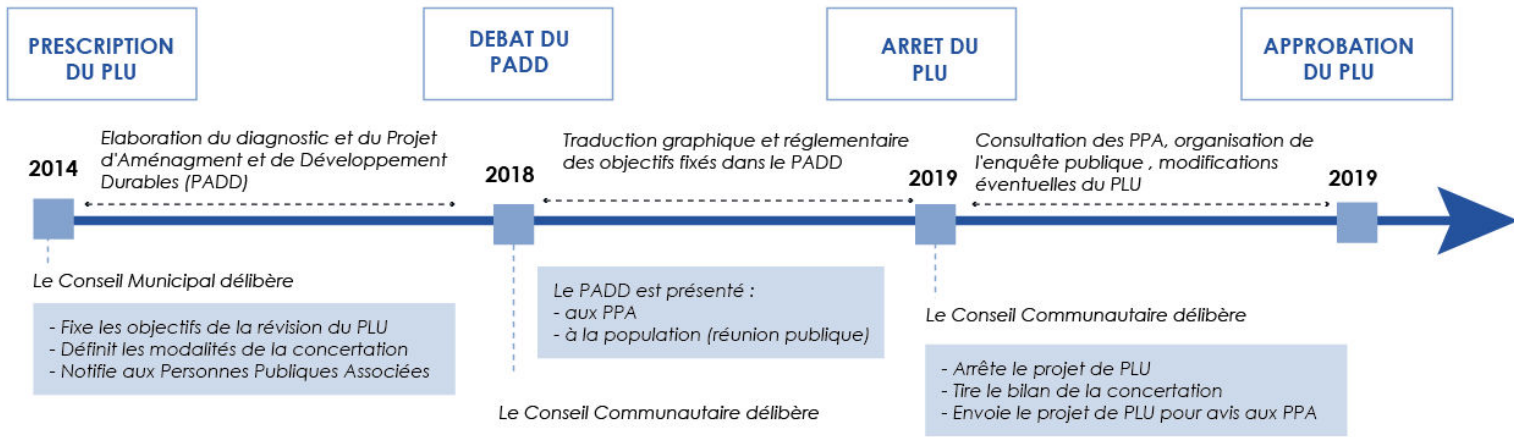 PRESCRIPTION
DU PLU
DEBAT DU
PADD
ARRET DU
PLU
APPROBATION
DU PLU
2014
Elaboration du diagnostic et du Projet
d'Aménagment et de Développement
Durables (PADD)
2018
Traduction graphique et réglementaire
des objectifs fixés dans le PADD
2019
Consultation des PPA, organisation de
l'enquête publique , modifications
éventuelles du PLU
2019
Le Conseil Municipal délibère
- Fixe les objectifs de la révision du PLU
- Définit les modalités de la concertation
- Notifie aux Personnes Publiques Associées
Le PADD est présenté :
- aux PPA
- à la population (réunion publique)
Le Conseil Communautaire délibère
Le Conseil Communautaire délibère
- Arrête le projet de PLU
- Tire le bilan de la concertation
- Envoie le projet de PLU pour avis aux PPA